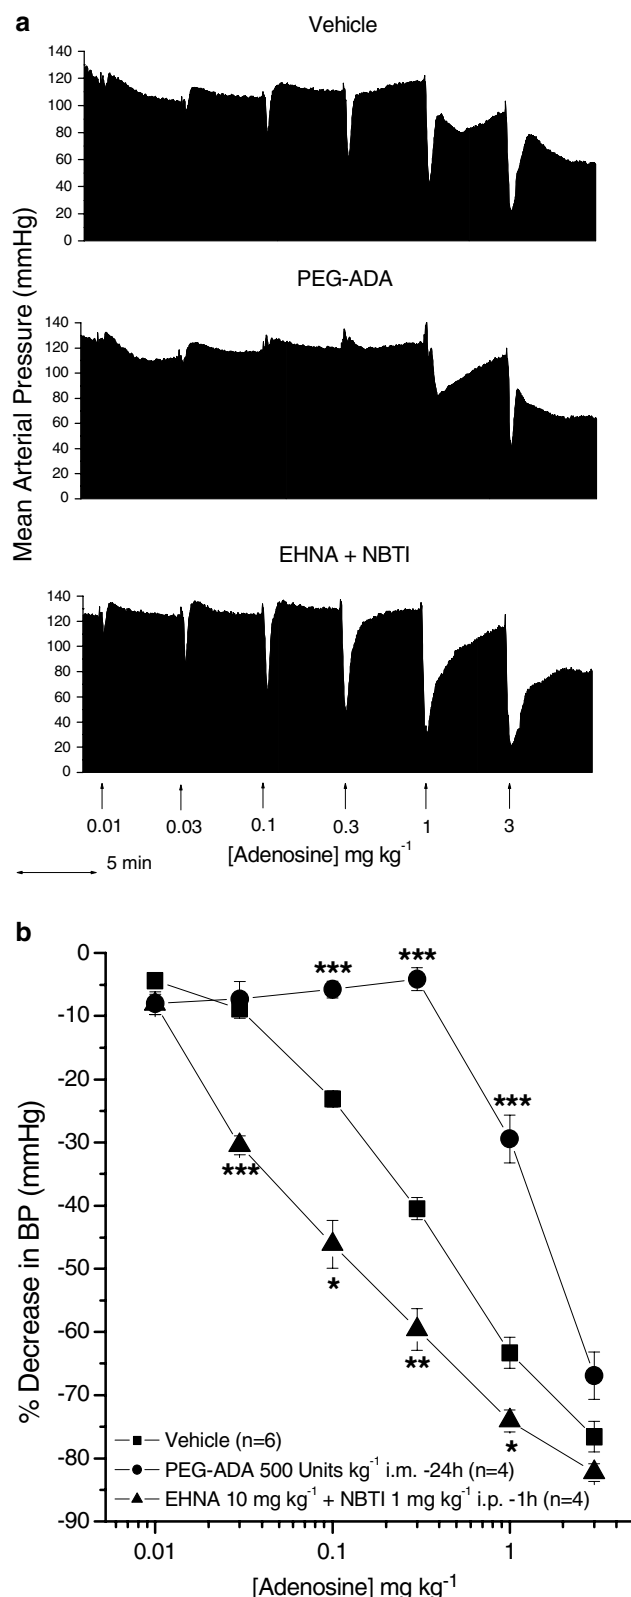 a
Vehicle
140
120
100
80
60
40
20
0
PEG-ADA
140
120
100
80
60
40
20
0
Mean Arterial Pressure (mmHg)
EHNA + NBTI
140
120
100
80
60
40
20
0
0.01 0.03 0.1 0.3 1 3
[Adenosine] mg kg-1
5 min
b
0
-10
-20
-30
-40
-50
-60
-70
-80
-90
% Decrease in BP (mmHg)
*** ***
***
***
*
**
*
Vehicle (n=6)
PEG-ADA 500 Units kg-1 i.m. -24h (n=4)
EHNA 10 mg kg-1 + NBTI 1 mg kg-1 i.p. -1h (n=4)
0.01 0.1 1
[Adenosine] mg kg-1